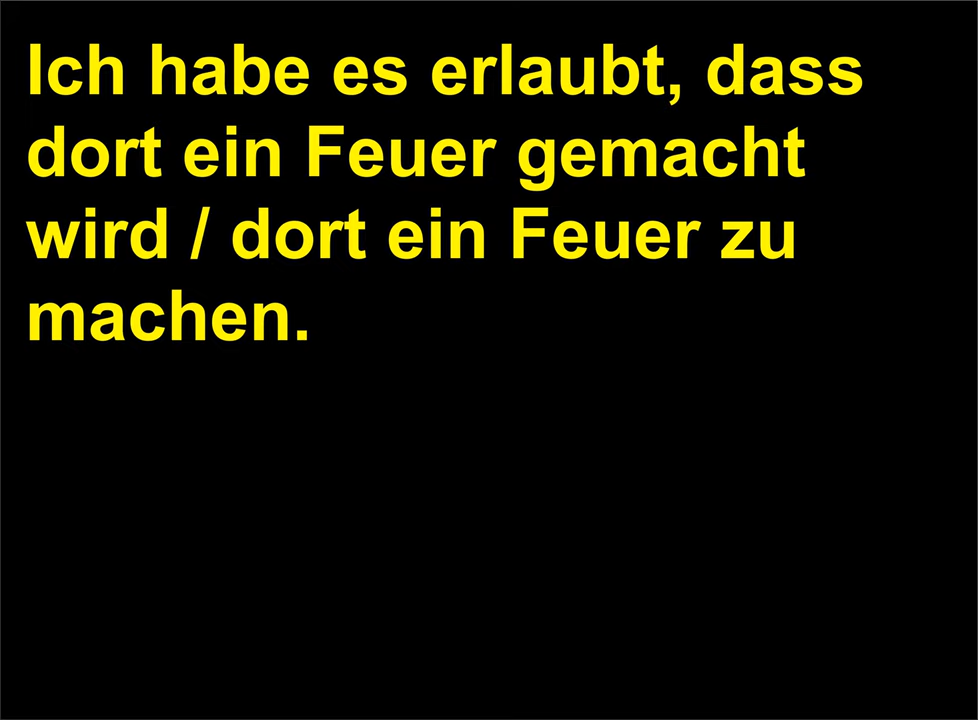 Ich habe es erlaubt, dass
dort ein Feuer gemacht
wird / dort ein Feuer zu
machen.